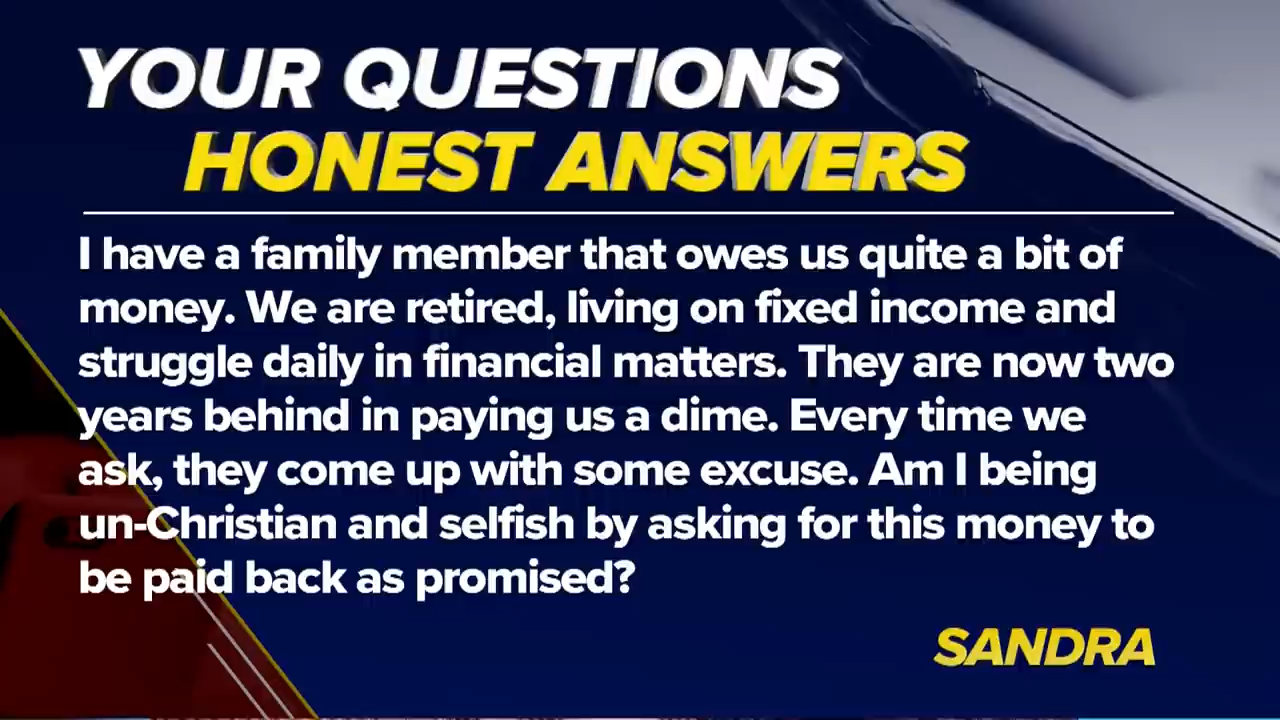 YOUR QUESTIONS
HONEST ANSWERS
I have a family member that owes us quite a bit of
money. We are retired, living on fixed income and
struggle daily in financial matters. They are now two
years behind in paying us a dime. Every time we
ask, they come up with some excuse. Am I being
un-Christian and selfish by asking for this money to
be paid back as promised?
SANDRA